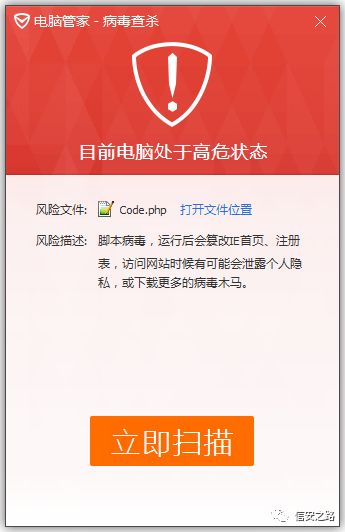 电脑管家 - 病毒查杀
目前电脑处于高危状态
风险文件: Code.php 打开文件位置
风险描述: 脚本病毒，运行后会篡改IE首页、注册
表，访问网站时候有可能会泄露个人隐
私，或下载更多的病毒木马。
立即扫描
信安之路